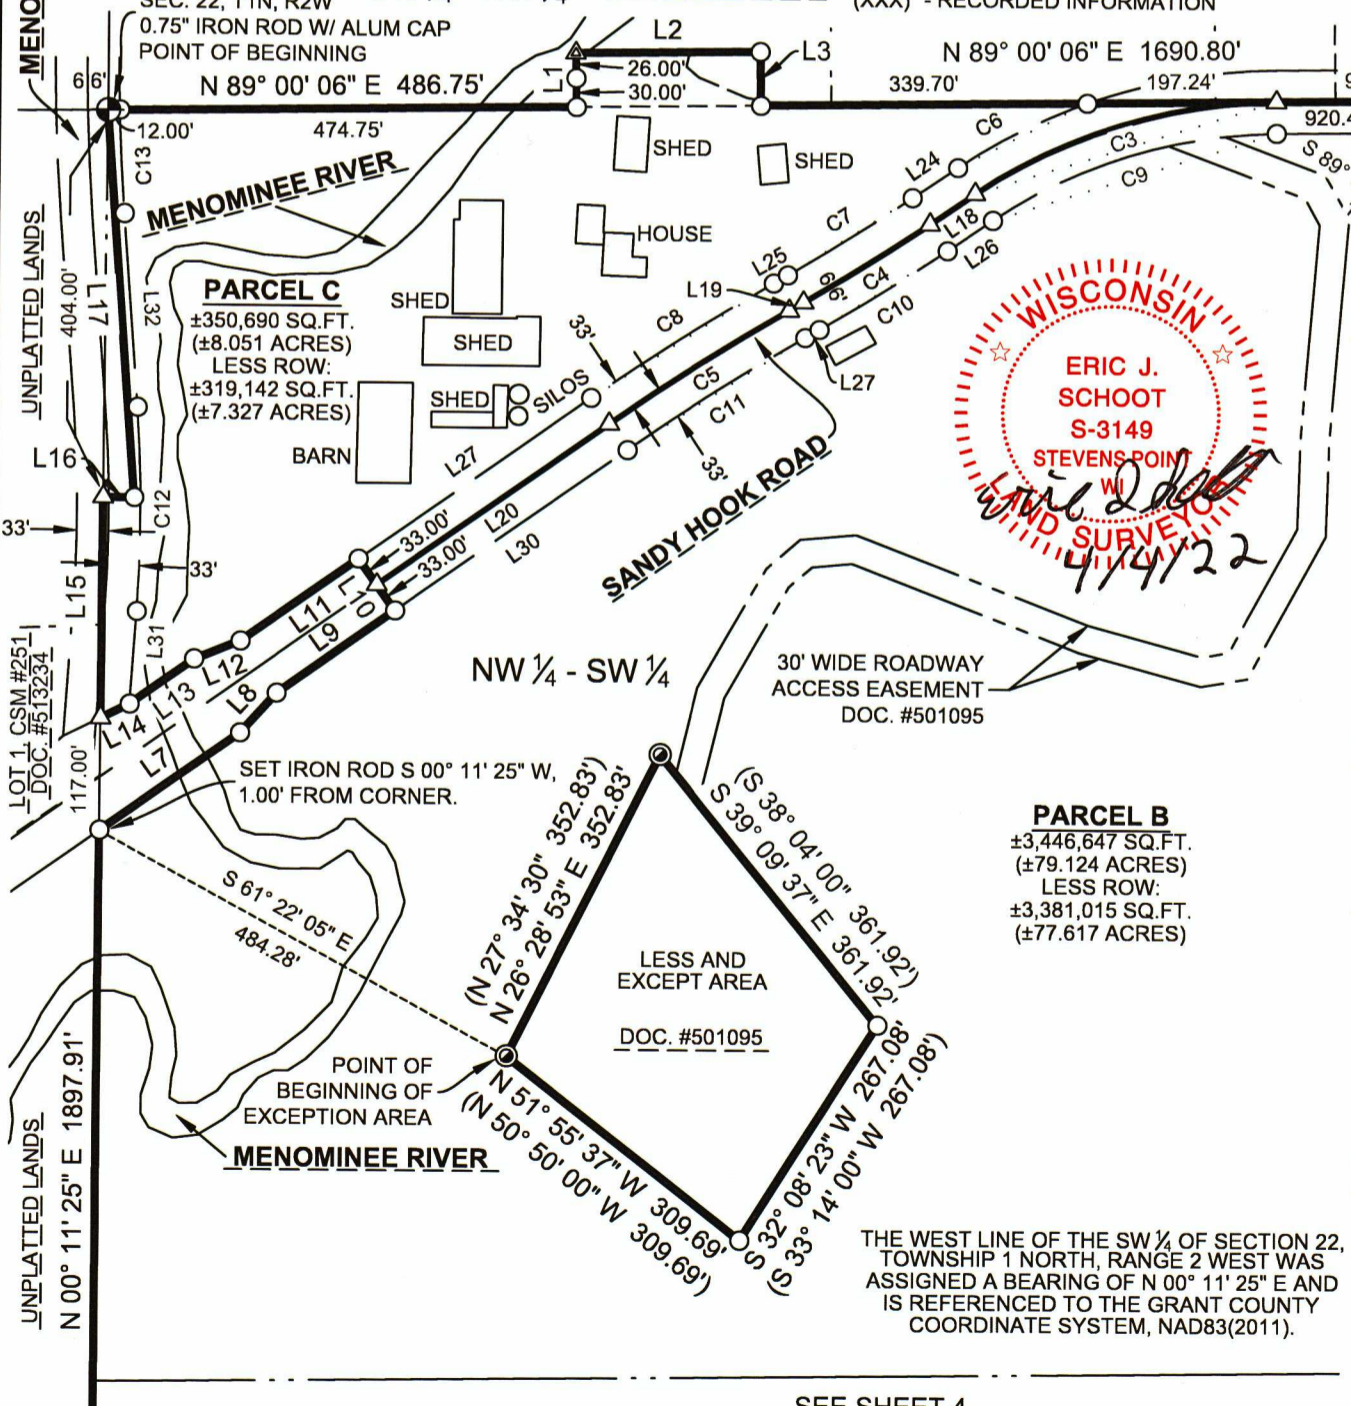 MENO
SEC. 22, T1N, R2W
0.75" IRON ROD W/ ALUM CAP
POINT OF BEGINNING
(XXX) - RECORDED INFORMATION
N 89° 00' 06" E 486.75'
66'
12.00'
474.75'
L1
L2
L3
26.00'
30.00'
N 89° 00' 06" E 1690.80'
339.70'
197.24'
920.4
S 89°
C13
MENOMINEE RIVER
SHED
SHED
HOUSE
L24
C6
C3
C9
C7
L18
L26
L25
L19
66'
C4
C10
L27
UNPLATTED LANDS
404.00'
L17
L32
PARCEL C
±350,690 SQ.FT.
(±8.051 ACRES)
LESS ROW:
±319,142 SQ.FT.
(±7.327 ACRES)
SHED
SHED
SHED
SILOS
BARN
33'
C8
C5
C11
33'
L27
L20
L30
SANDY HOOK ROAD
WISCONSIN
ERIC J.
SCHOOT
S-3149
STEVENS POINT
WI
LAND SURVEYOR
4/4/22
L16
33'
C12
33'
L15
L31
33.00'
33.00'
L10
L11
L9
L12
L8
L13
L14
L7
LOT 1, CSM #251
DOC. #513234
117.00'
NW ¼ - SW ¼
30' WIDE ROADWAY
ACCESS EASEMENT
DOC. #501095
SET IRON ROD S 00° 11' 25" W,
1.00' FROM CORNER.
S 61° 22' 05" E
484.28'
(N 27° 34' 30" 352.83')
N 26° 28' 53" E 352.83'
(S 38° 04' 00" 361.92')
S 39° 09' 37" E 361.92'
PARCEL B
±3,446,647 SQ.FT.
(±79.124 ACRES)
LESS ROW:
±3,381,015 SQ.FT.
(±77.617 ACRES)
LESS AND
EXCEPT AREA
DOC. #501095
POINT OF
BEGINNING OF
EXCEPTION AREA
N 51° 55' 37" W 309.69'
(N 50° 50' 00" W 309.69')
S 32° 08' 23" W 267.08'
(S 33° 14' 00" W 267.08')
MENOMINEE RIVER
UNPLATTED LANDS
N 00° 11' 25" E 1897.91'
THE WEST LINE OF THE SW ¼ OF SECTION 22,
TOWNSHIP 1 NORTH, RANGE 2 WEST WAS
ASSIGNED A BEARING OF N 00° 11' 25" E AND
IS REFERENCED TO THE GRANT COUNTY
COORDINATE SYSTEM, NAD83(2011).
SEE SHEET 4